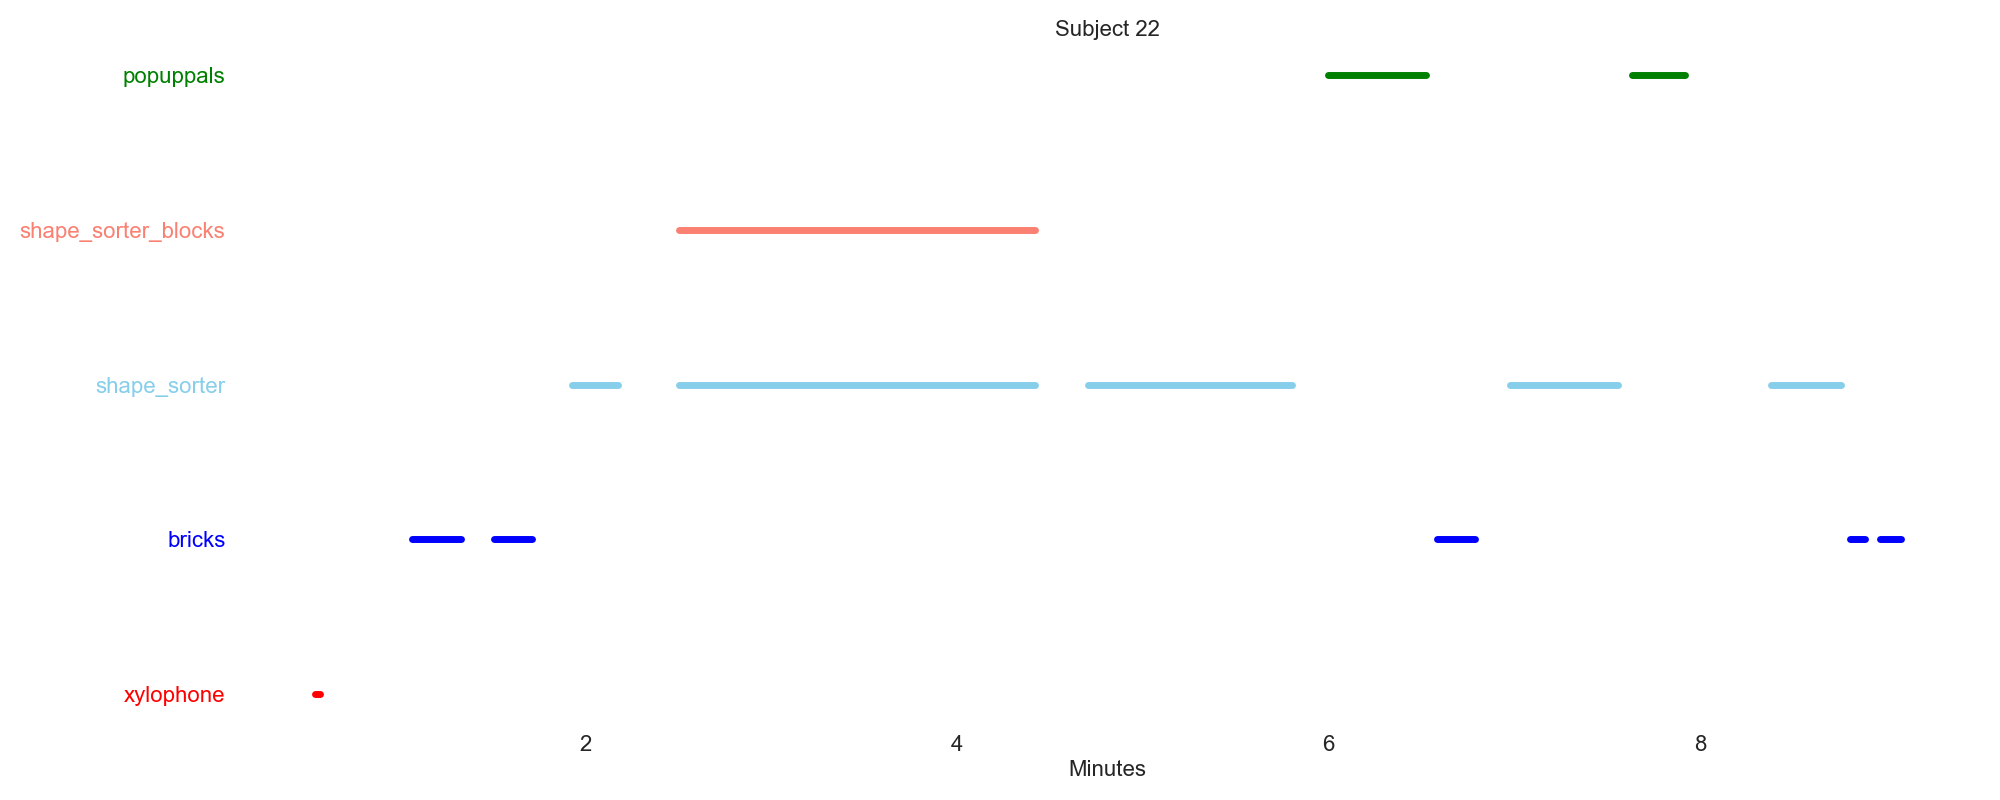 Subject 22
popuppals
shape_sorter_blocks
shape_sorter
bricks
xylophone
2 4 6 8
Minutes